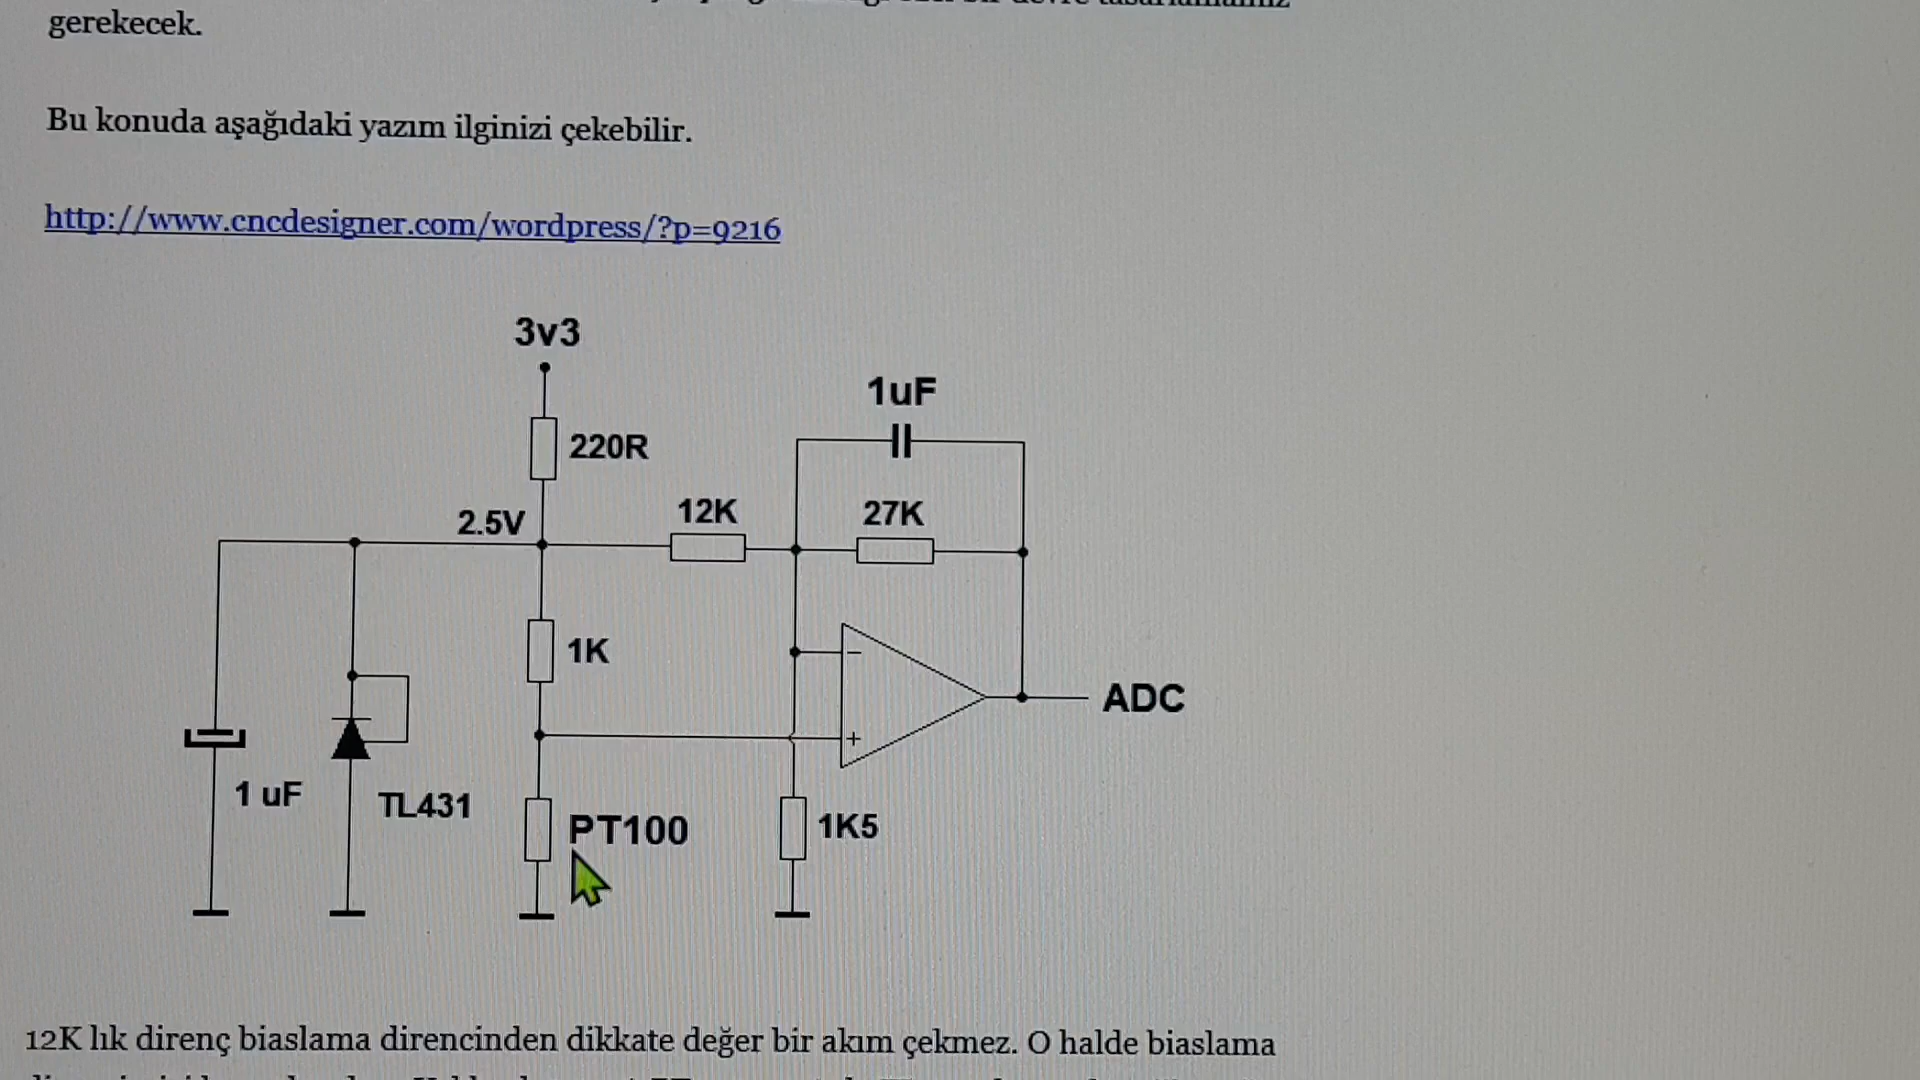 gerekecek.
Bu konuda aşağıdaki yazım ilginizi çekebilir.
http://www.cncdesigner.com/wordpress/?p=9216
3v3
1uF
220R
2.5V
12K
27K
1K
−
ADC
+
1 uF
TL431
PT100
1K5
12K lık direnç biaslama direncinden dikkate değer bir akım çekmez. O halde biaslama